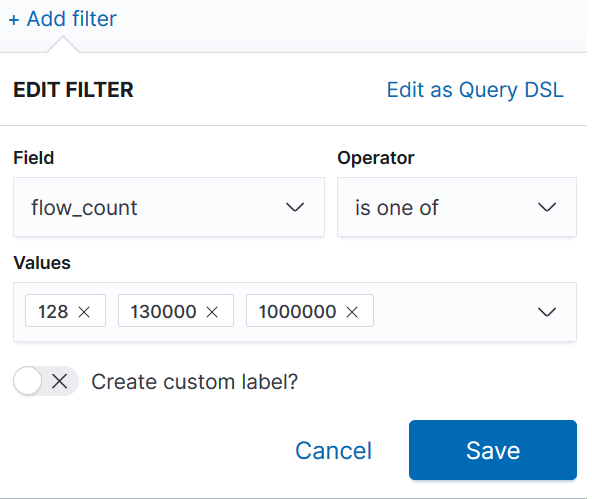 + Add filter
EDIT FILTER Edit as Query DSL
Field Operator
flow_count is one of
Values
128 × 130000 × 1000000 ×
Create custom label?
Cancel Save